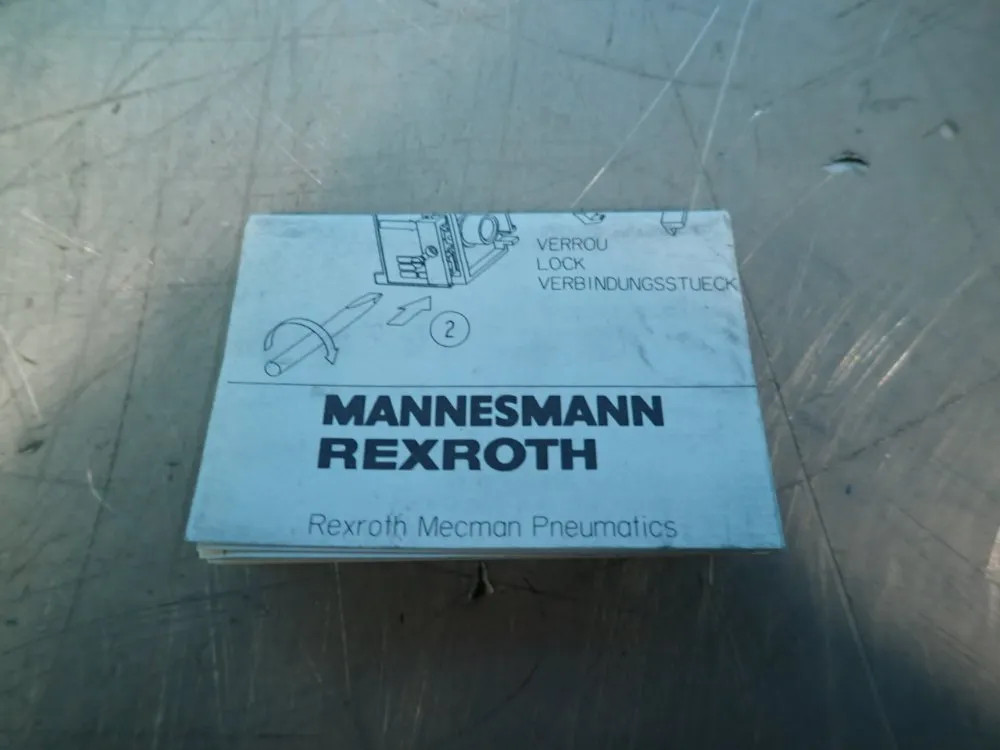 VERROU
LOCK
VERBINDUNGSSTUECK
2
MANNESMANN
REXROTH
Rexroth Mecman Pneumatics